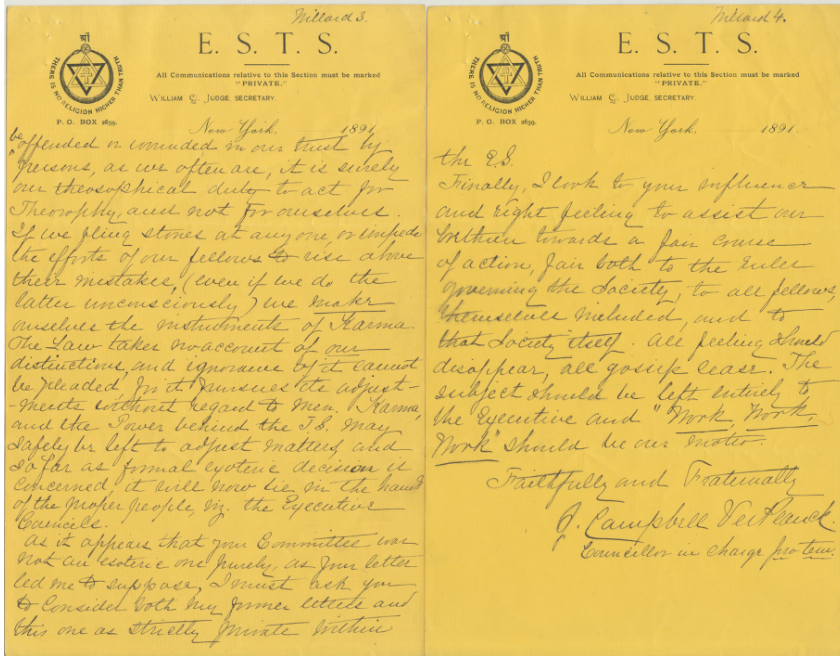 Willard 3.
श्री
THERE IS NO RELIGION HIGHER THAN TRUTH
P. O. BOX 2659.
E. S. T. S.
All Communications relative to this Section must be marked
"PRIVATE."
WILLIAM Q. JUDGE, SECRETARY.
New York, 1891
be
offended or wounded in our trust by
persons, as we often are, it is surely
our theosophical duty to act for
Theosophy, and not for ourselves.
If we fling stones at anyone, or impede
the efforts of our fellows to rise above
their mistakes, (even if we do the
latter unconsciously,) we make
ourselves the instruments of Karma.
The Law takes no account of our
distinctions, and ignorance of it cannot
be pleaded, for it pursues its adjust-
-ments without regard to men. Karma,
and the Power behind the T.S. may
safely be left to adjust matters, and
so far as formal exoteric decision is
concerned, it will now lie in the hands
of the proper people, viz. the Executive
Councils.
As it appears that your Committee was
not an esoteric one purely, as your letter
led me to suppose, I must ask you
to consider both my former letters and
this one as strictly private within
Willard 4.
श्री
THERE IS NO RELIGION HIGHER THAN TRUTH
P. O. BOX 2659.
E. S. T. S.
All Communications relative to this Section must be marked
"PRIVATE."
WILLIAM Q. JUDGE, SECRETARY.
New York, 1891.
the E.S.
Finally, I look to your influence
and right feeling to assist our
brethren towards a fair course
of action, fair both to the Rules
governing the Society, to all fellows,
themselves included, and to
that Society itself. All feeling should
disappear, all gossip cease. The
subject should be left entirely to
the Executive and "Work, Work,
Work" should be our motto.
Faithfully and Fraternally
J. Campbell VerPlanck
Councillor in charge pro tem.